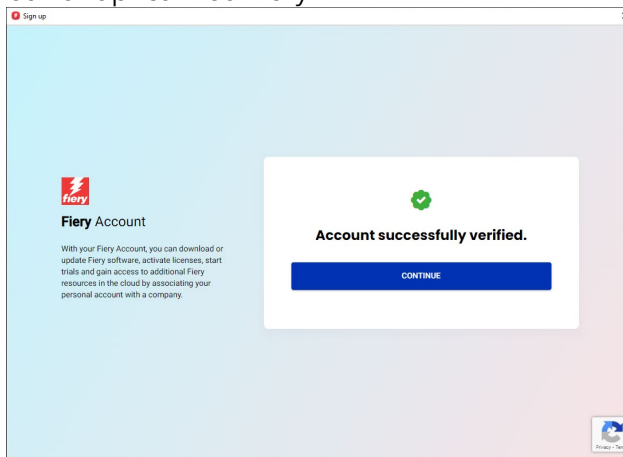 Sign up
fiery
Fiery Account
With your Fiery Account, you can download or
update Fiery software, activate licenses, start
trials and gain access to additional Fiery
resources in the cloud by associating your
personal account with a company.
Account successfully verified.
CONTINUE
Privacy -